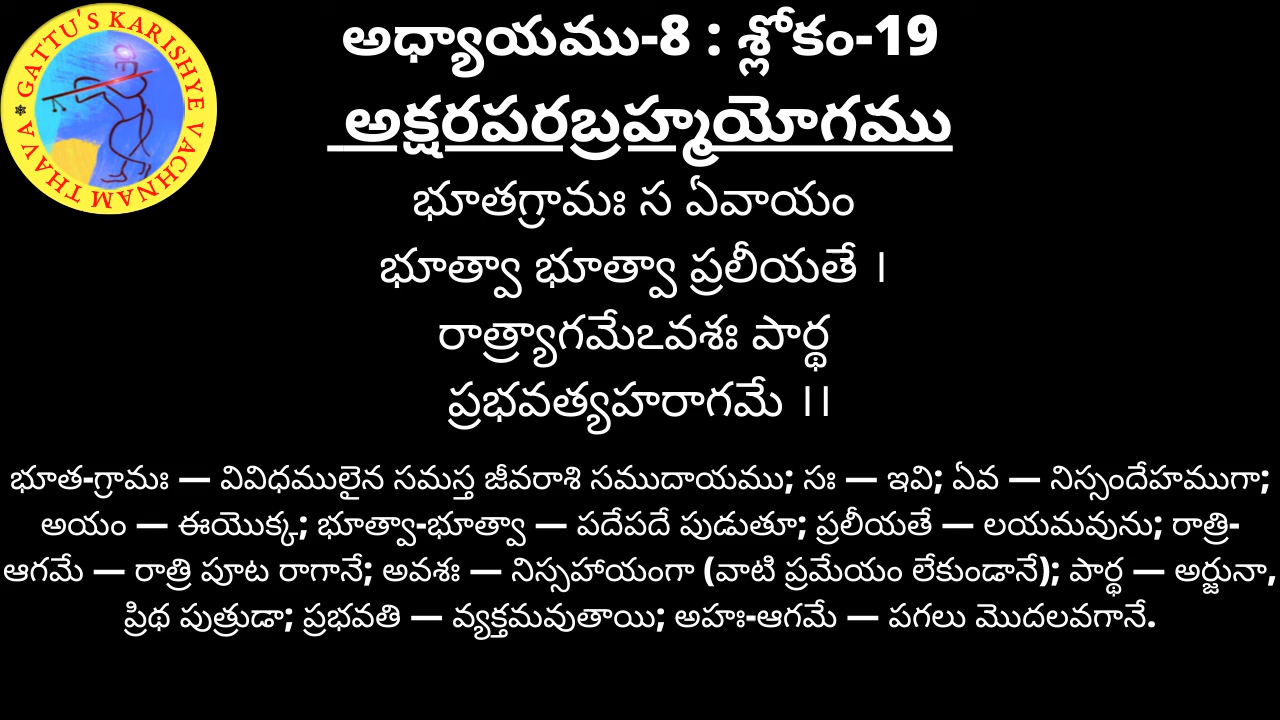 GATTU'S KARISHYE VACHNAM THAVA
అధ్యాయము-8 : శ్లోకం-19
అక్షరపరబ్రహ్మయోగము
భూతగ్రామః స ఏవాయం
భూత్వా భూత్వా ప్రలీయతే ।
రాత్ర్యాగమేఽవశః పార్థ
ప్రభవత్యహరాగమే ।।
భూత-గ్రామః — వివిధములైన సమస్త జీవరాశి సముదాయము; సః — ఇవి; ఏవ — నిస్సందేహముగా;
అయం — ఈయొక్క; భూత్వా-భూత్వా — పదేపదే పుడుతూ; ప్రలీయతే — లయమవును; రాత్రి-
ఆగమే — రాత్రి పూట రాగానే; అవశః — నిస్సహాయంగా (వాటి ప్రమేయం లేకుండానే); పార్థ — అర్జునా,
ప్రిథ పుత్రుడా; ప్రభవతి — వ్యక్తమవుతాయి; అహః-ఆగమే — పగలు మొదలవగానే.